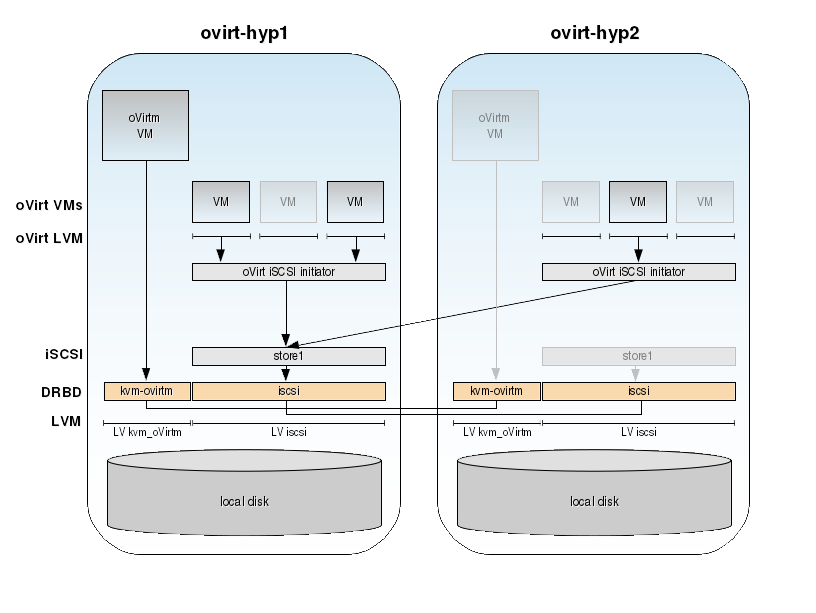 ovirt-hyp1 ovirt-hyp2
oVirtm
VM
oVirtm
VM
oVirt VMs VM VM VM VM VM VM
oVirt LVM
oVirt iSCSI initiator oVirt iSCSI initiator
iSCSI store1 store1
DRBD kvm-ovirtm iscsi kvm-ovirtm iscsi
LVM
LV kvm_oVirtm LV iscsi LV kvm_oVirtm LV iscsi
local disk local disk